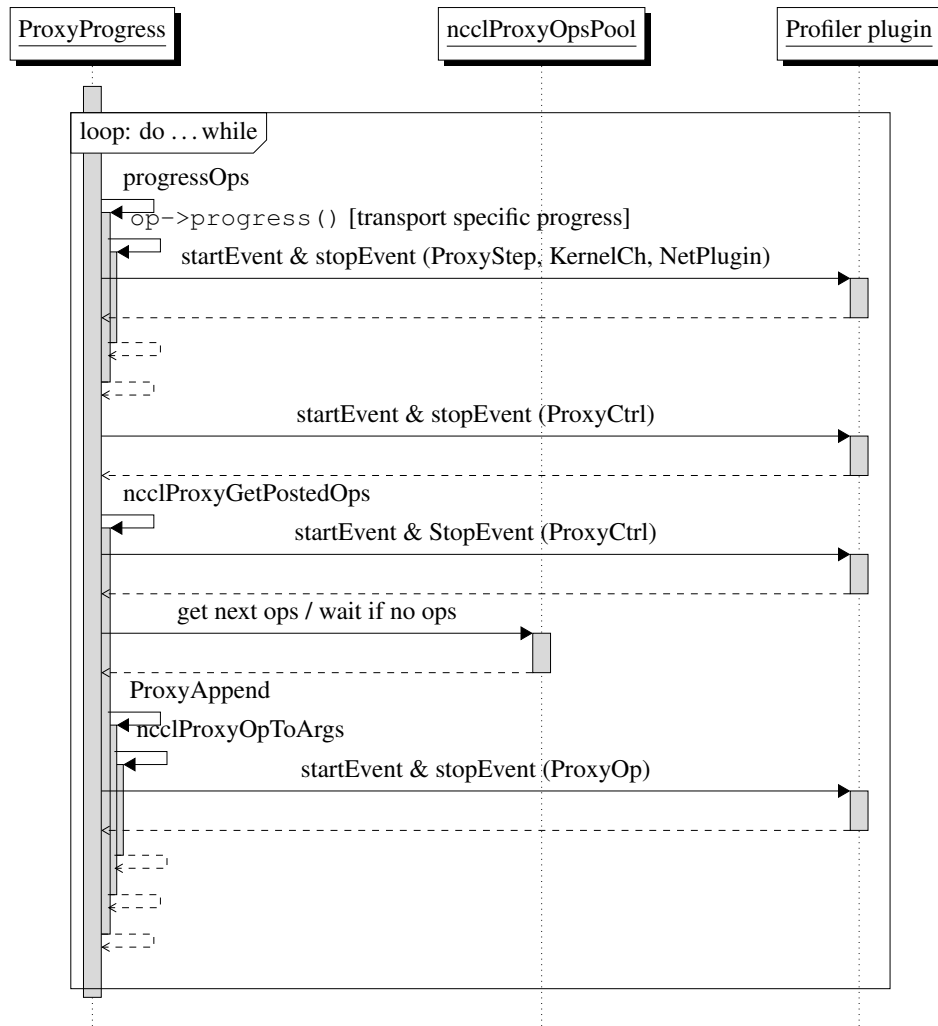 ProxyProgress
ncclProxyOpsPool
Profiler plugin
loop: do ... while
progressOps
op->progress() [transport specific progress]
startEvent & stopEvent (ProxyStep, KernelCh, NetPlugin)
startEvent & stopEvent (ProxyCtrl)
ncclProxyGetPostedOps
startEvent & StopEvent (ProxyCtrl)
get next ops / wait if no ops
ProxyAppend
ncclProxyOpToArgs
startEvent & stopEvent (ProxyOp)